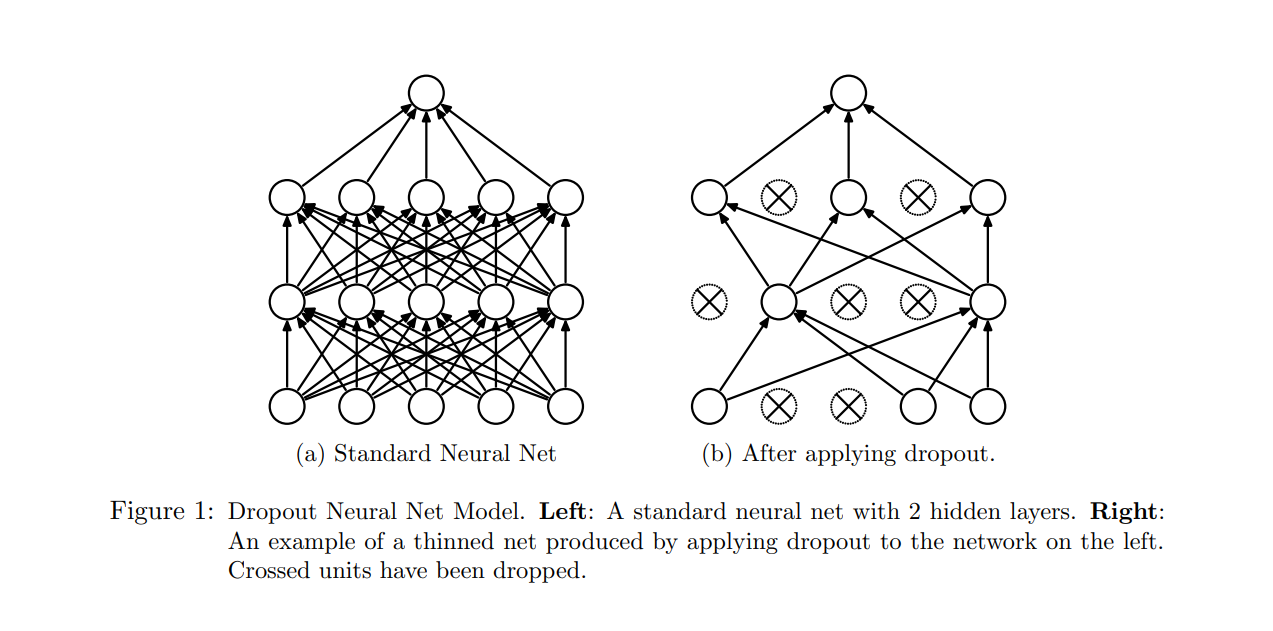 (a) Standard Neural Net
(b) After applying dropout.
Figure 1: Dropout Neural Net Model. Left: A standard neural net with 2 hidden layers. Right:
An example of a thinned net produced by applying dropout to the network on the left.
Crossed units have been dropped.